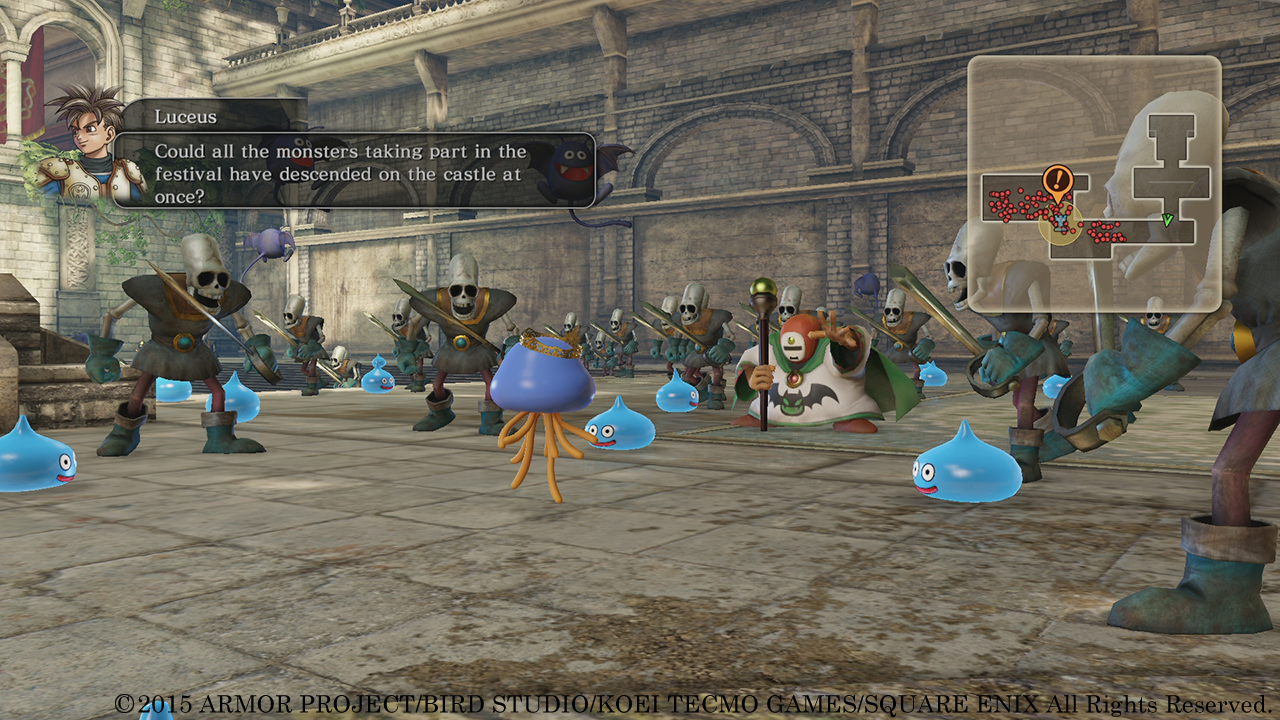 Luceus
Could all the monsters taking part in the
festival have descended on the castle at
once?
!
©2015 ARMOR PROJECT/BIRD STUDIO/KOEI TECMO GAMES/SQUARE ENIX All Rights Reserved.